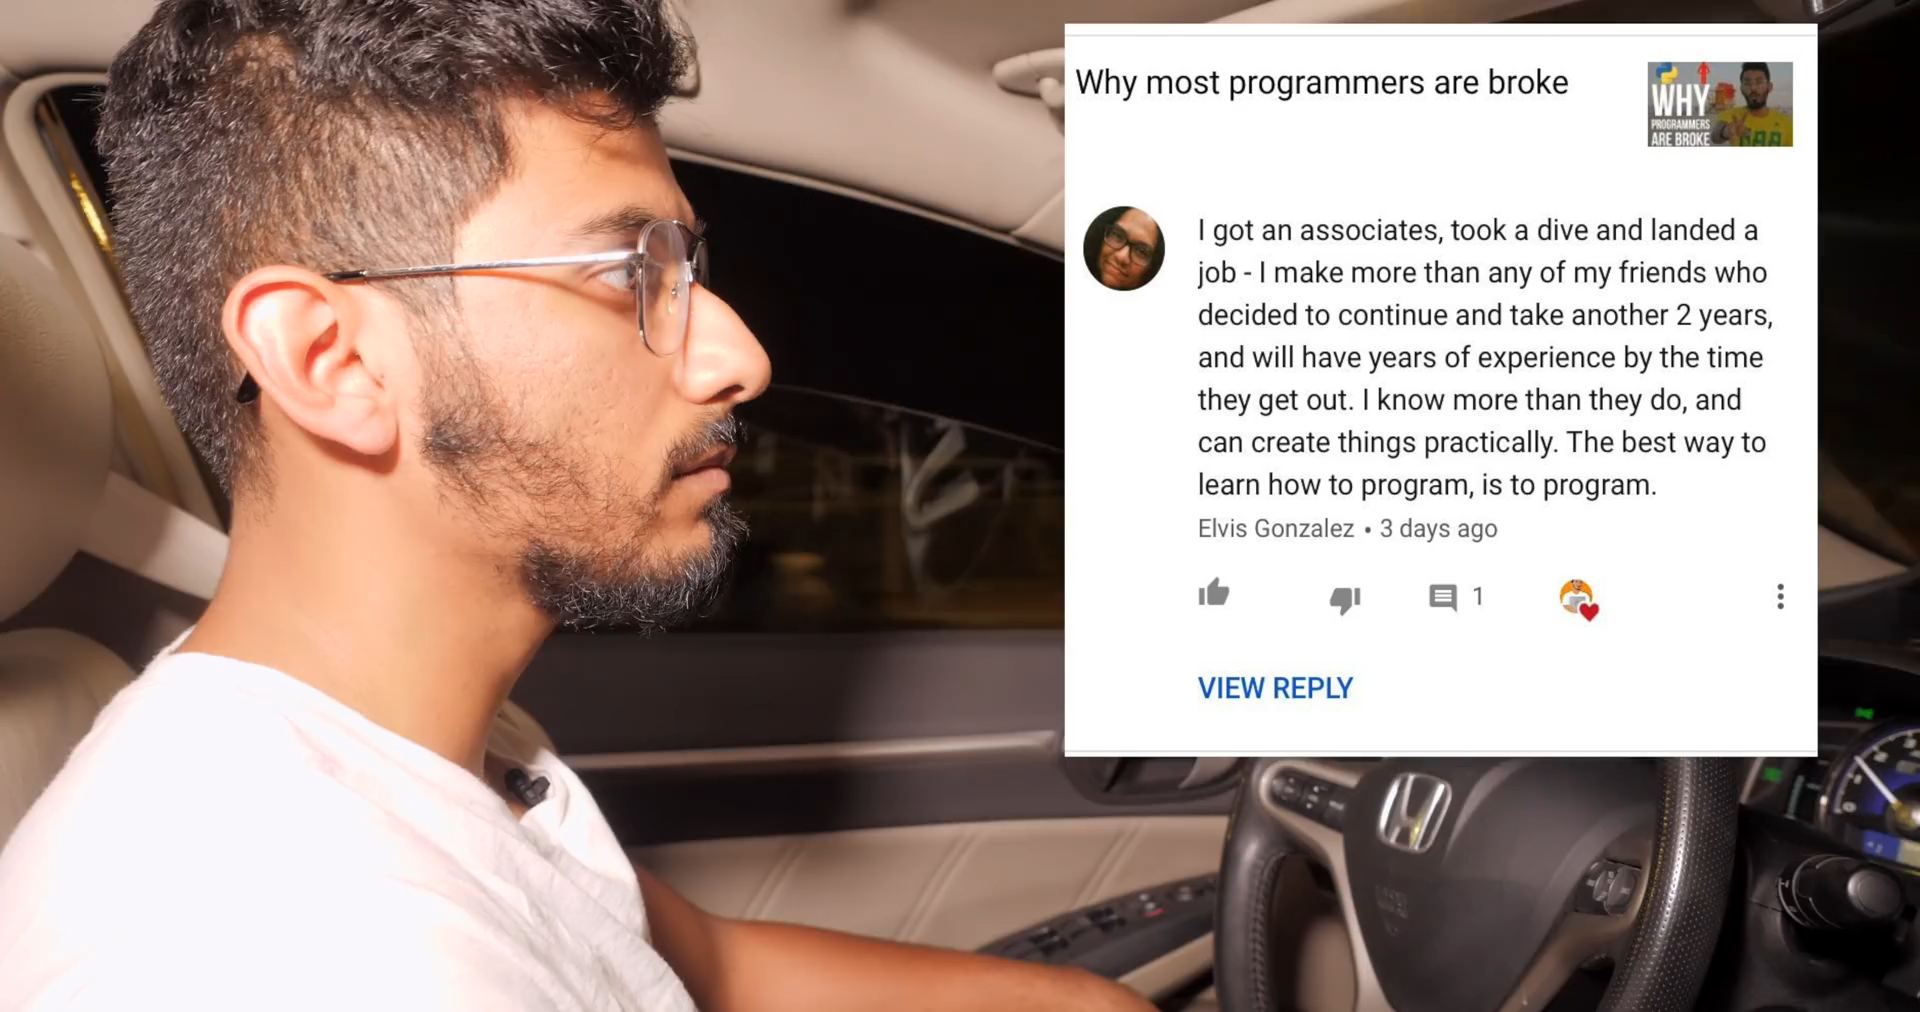 Why most programmers are broke
WHY
PROGRAMMERS
ARE BROKE
I got an associates, took a dive and landed a
job - I make more than any of my friends who
decided to continue and take another 2 years,
and will have years of experience by the time
they get out. I know more than they do, and
can create things practically. The best way to
learn how to program, is to program.
Elvis Gonzalez • 3 days ago
1
VIEW REPLY